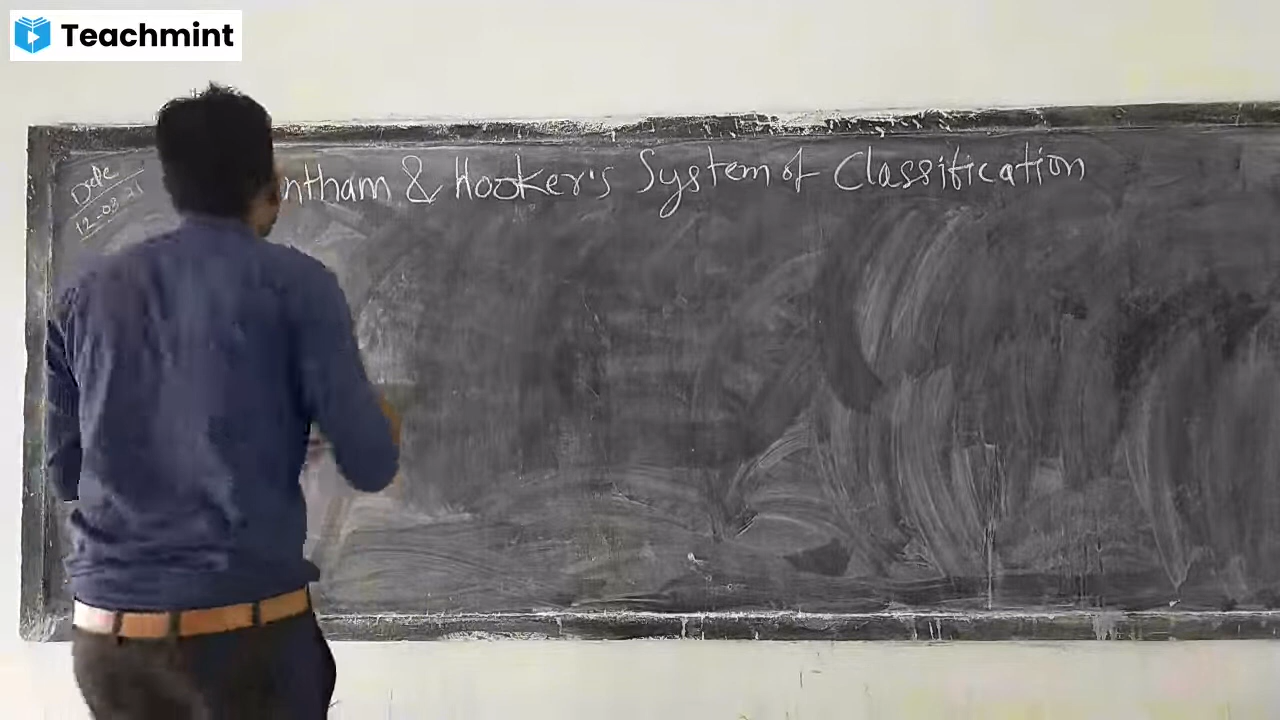 Teachmint
Date
12-03-21
ntham & Hooker's System of Classification